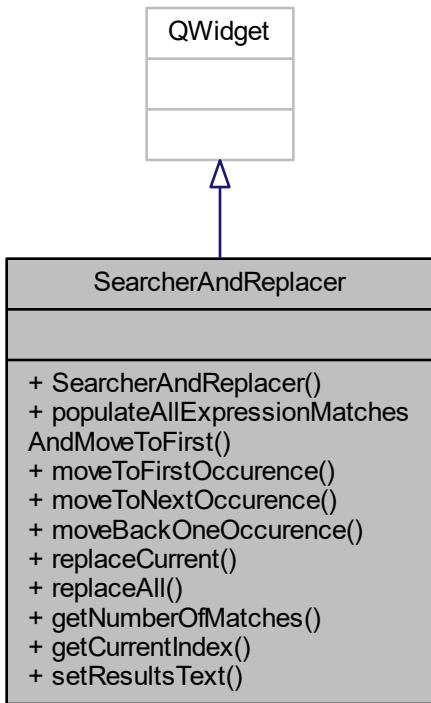 QWidget
SearcherAndReplacer
+ SearcherAndReplacer()
+ populateAllExpressionMatches
AndMoveToFirst()
+ moveToFirstOccurence()
+ moveToNextOccurence()
+ moveBackOneOccurence()
+ replaceCurrent()
+ replaceAll()
+ getNumberOfMatches()
+ getCurrentIndex()
+ setResultsText()